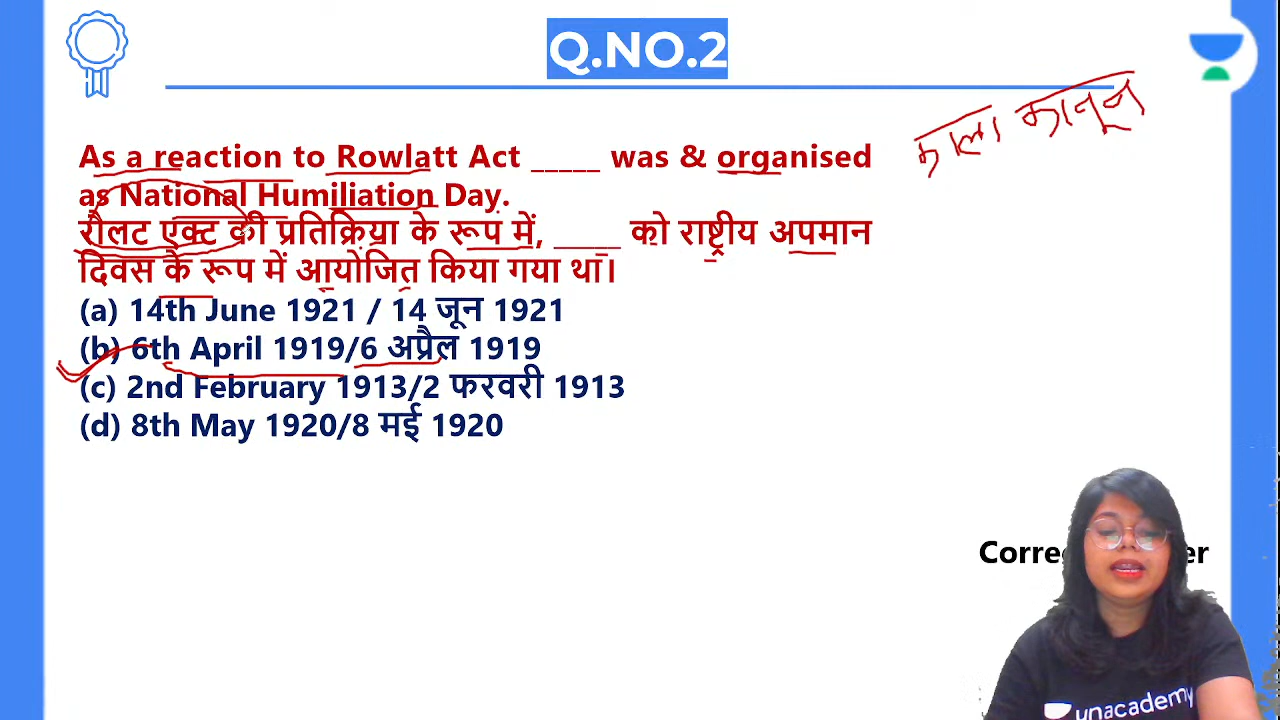 Q.NO.2
काला कानून
As a reaction to Rowlatt Act _____ was & organised
as National Humiliation Day.
रौलट एक्ट की प्रतिक्रिया के रूप में, _____ को राष्ट्रीय अपमान
दिवस के रूप में आयोजित किया गया था।
(a) 14th June 1921 / 14 जून 1921
(b) 6th April 1919/6 अप्रैल 1919
(c) 2nd February 1913/2 फरवरी 1913
(d) 8th May 1920/8 मई 1920
unacademy